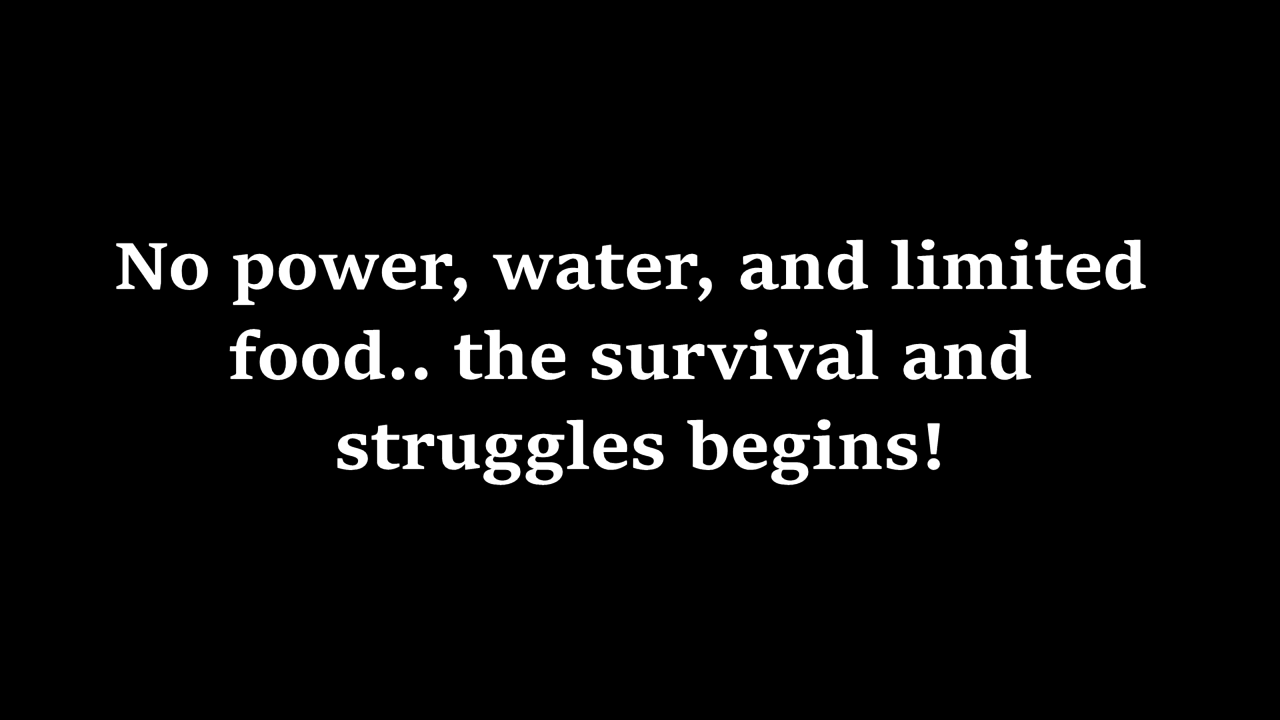 No power, water, and limited
food.. the survival and
struggles begins!